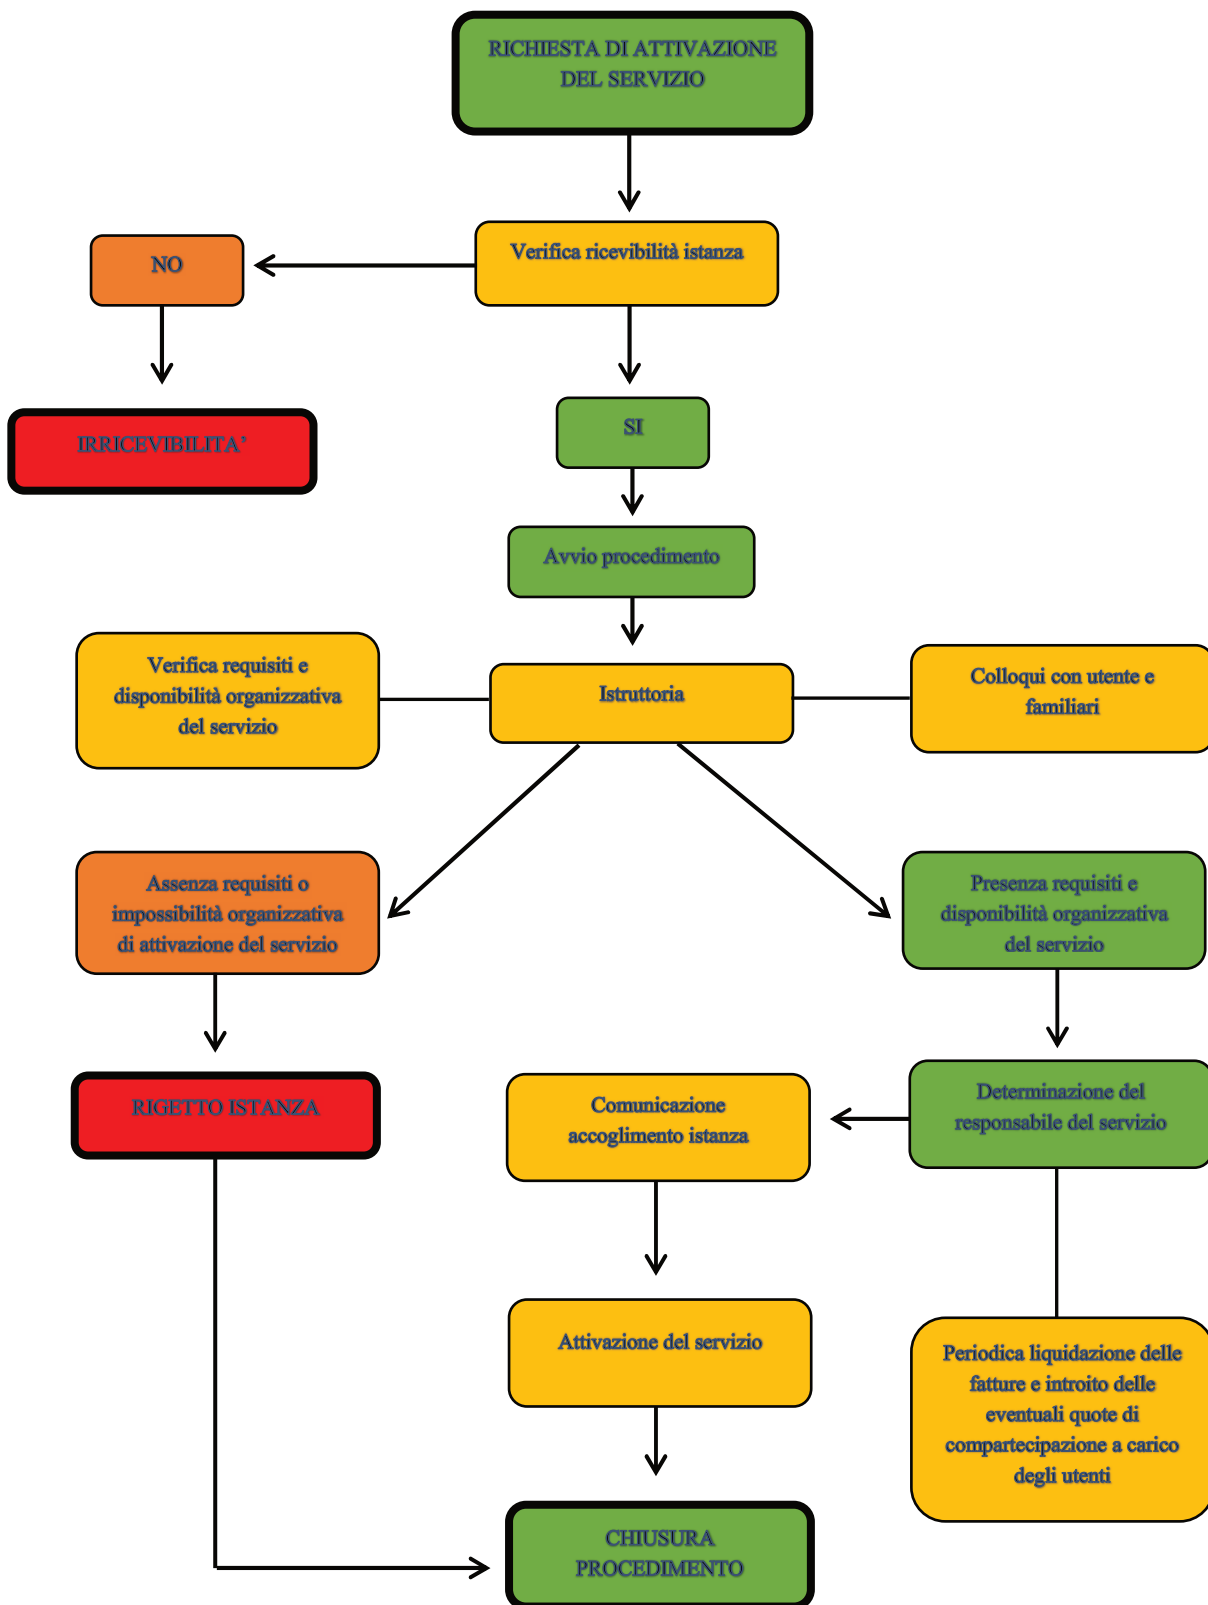 RICHIESTA DI ATTIVAZIONE
DEL SERVIZIO
Verifica ricevibilità istanza
NO
IRRICEVIBILITA’
SI
Avvio procedimento
Verifica requisiti e
disponibilità organizzativa
del servizio
Istruttoria
Colloqui con utente e
familiari
Assenza requisiti o
impossibilità organizzativa
di attivazione del servizio
Presenza requisiti e
disponibilità organizzativa
del servizio
RIGETTO ISTANZA
Comunicazione
accoglimento istanza
Determinazione del
responsabile del servizio
Attivazione del servizio
Periodica liquidazione delle
fatture e introito delle
eventuali quote di
compartecipazione a carico
degli utenti
CHIUSURA
PROCEDIMENTO